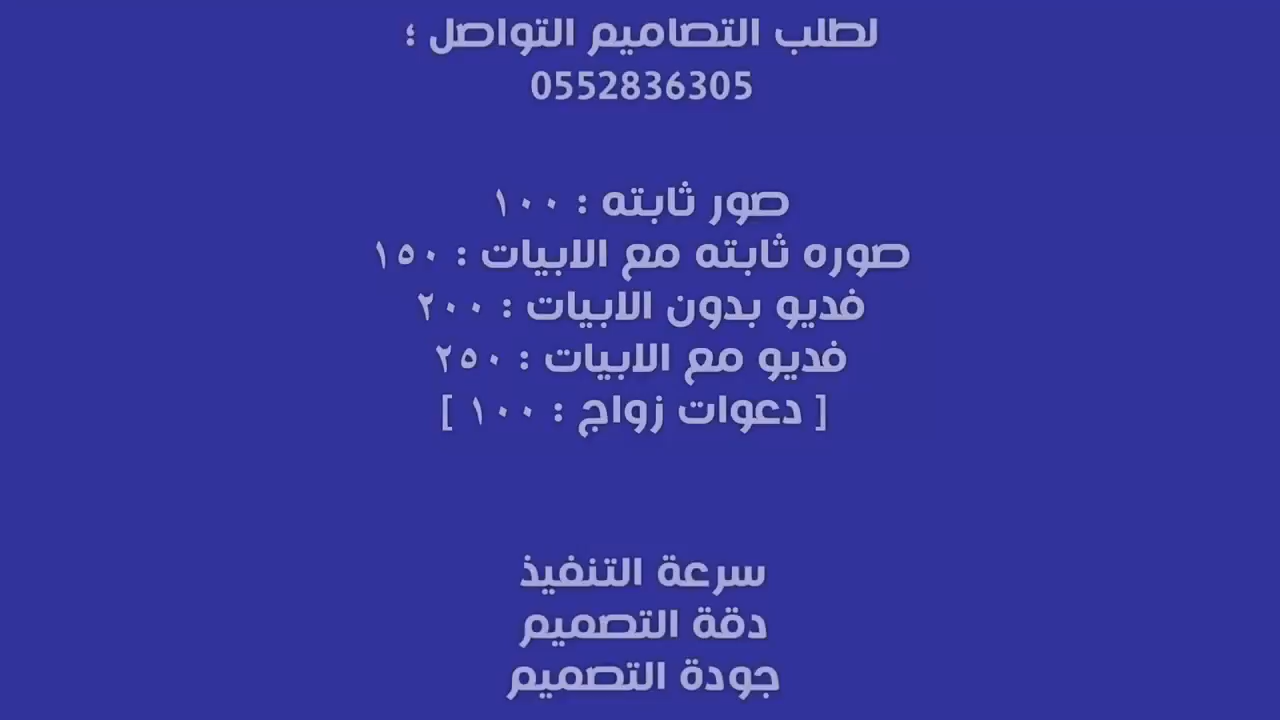 لطلب التصاميم التواصل ؛
0552836305
صور ثابته : ١٠٠
صوره ثابته مع الابيات : ١٥٠
فديو بدون الابيات : ٢٠٠
فديو مع الابيات : ٢٥٠
[ دعوات زواج : ١٠٠ ]
سرعة التنفيذ
دقة التصميم
جودة التصميم